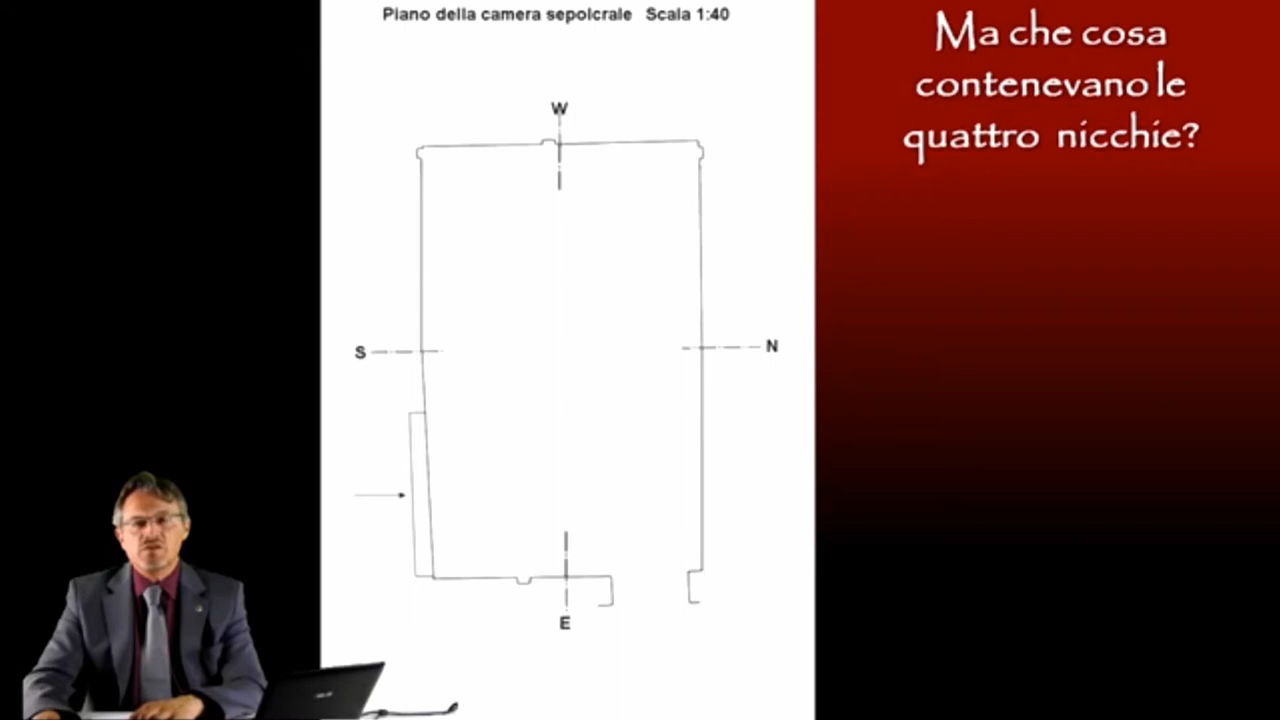 Piano della camera sepolcrale Scala 1:40
Ma che cosa
contenevano le
quattro nicchie?
W
S
N
E